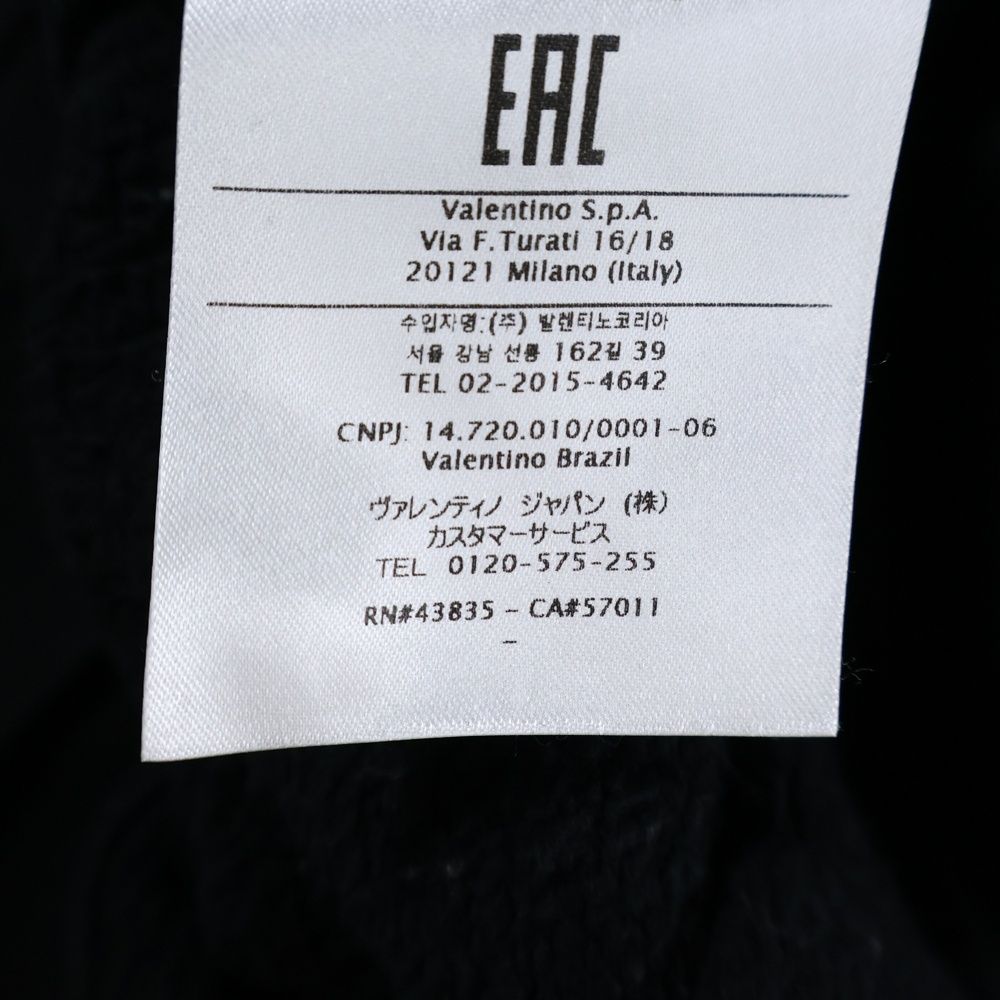 EAC
Valentino S.p.A.
Via F. Turati 16/18
20121 Milano (Italy)
수입자명:(주) 발렌티노코리아
서울 강남 선릉 162길 39
TEL 02-2015-4642
CNPJ: 14.720.010/0001-06
Valentino Brazil
ヴァレンティノ ジャパン (株)
カスタマーサービス
TEL 0120-575-255
RN#43835 - CA#57011
-